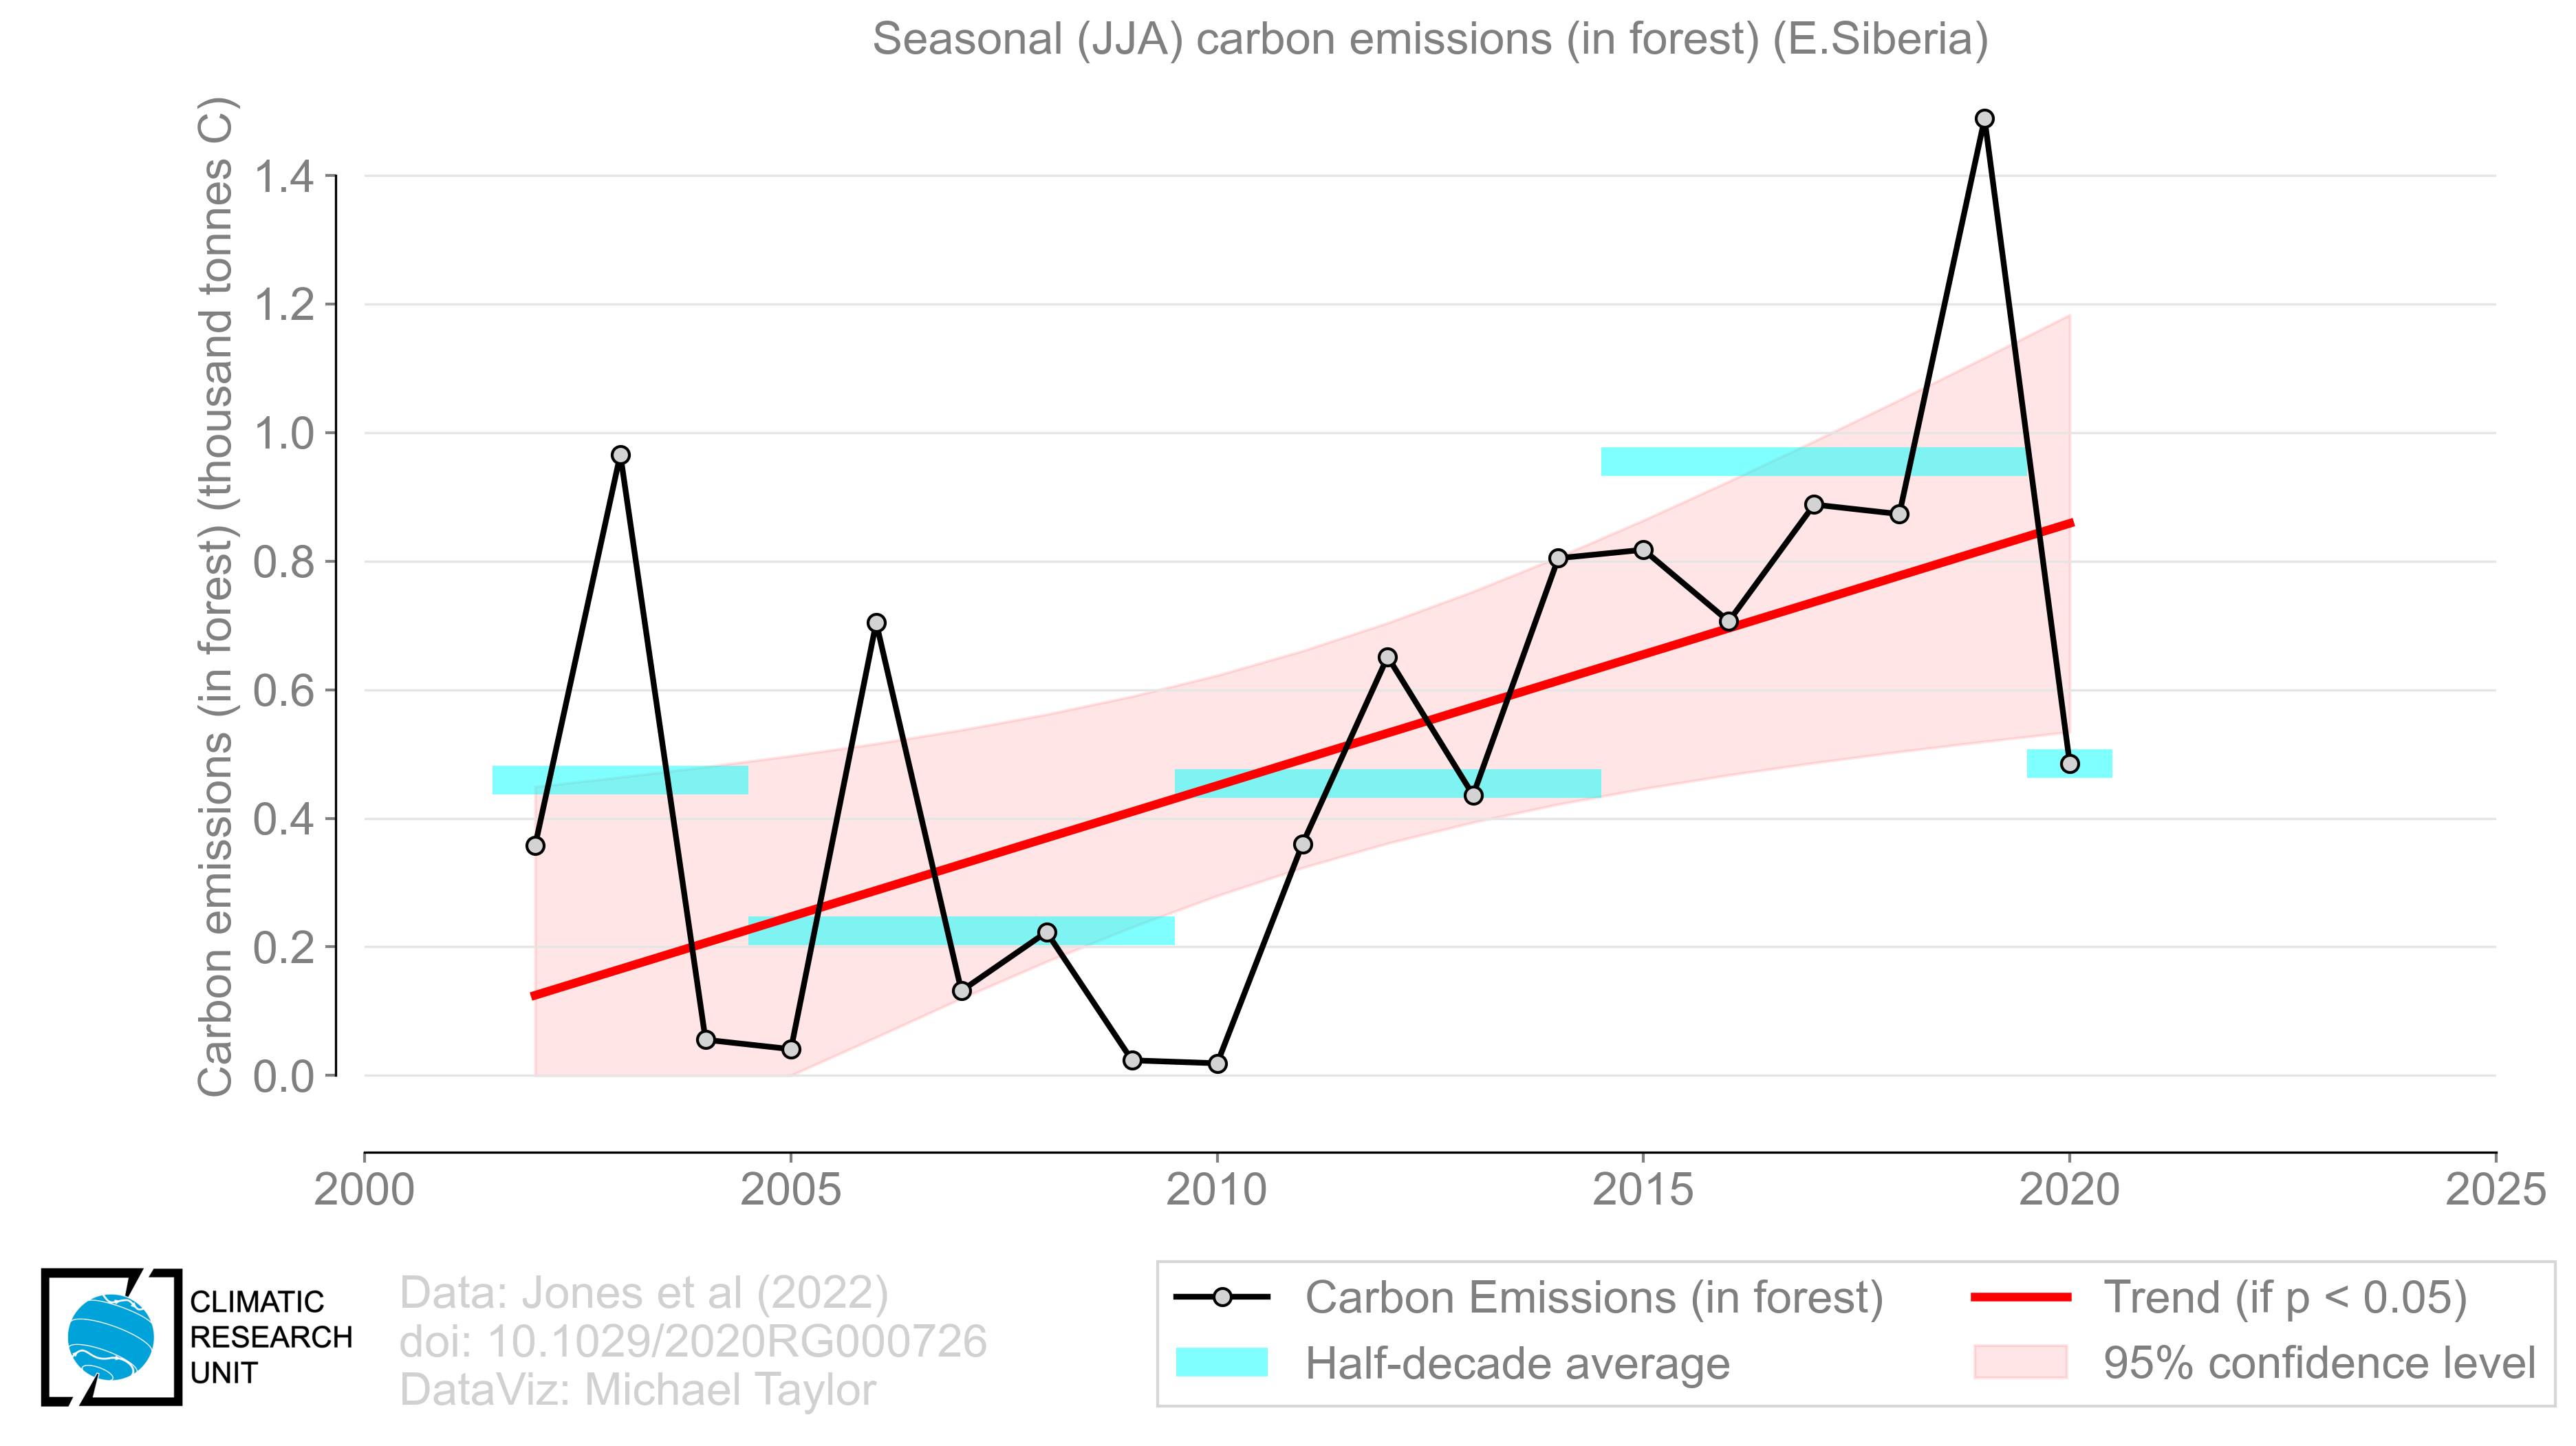 Seasonal (JJA) carbon emissions (in forest) (E.Siberia)
Carbon emissions (in forest) (thousand tonnes C)
1.4
1.2
1.0
0.8
0.6
0.4
0.2
0.0
2000 2005 2010 2015 2020 2025
CLIMATIC
RESEARCH
UNIT
Data: Jones et al (2022)
doi: 10.1029/2020RG000726
DataViz: Michael Taylor
Carbon Emissions (in forest)
Half-decade average
Trend (if p < 0.05)
95% confidence level